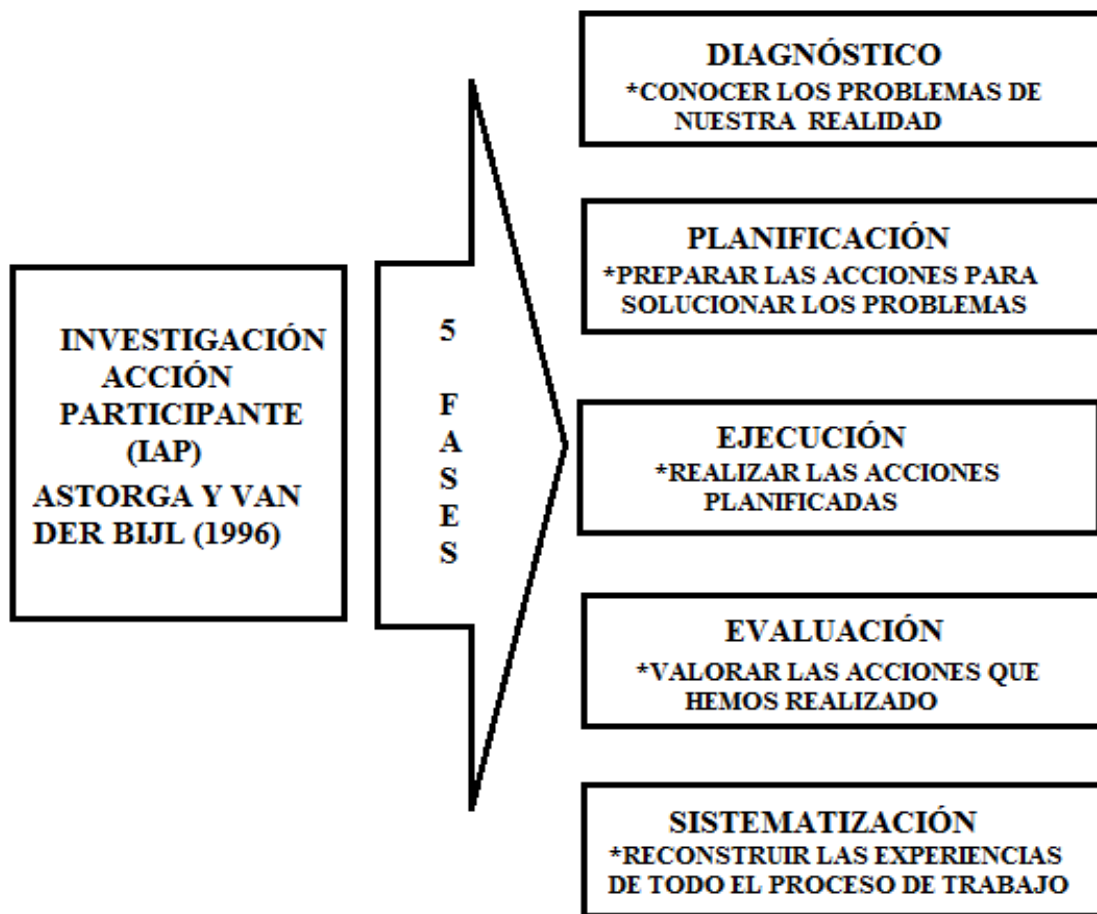 INVESTIGACIÓN
ACCIÓN
PARTICIPANTE
(IAP)
ASTORGA Y VAN
DER BIJL (1996)
5
F
A
S
E
S
DIAGNÓSTICO
*CONOCER LOS PROBLEMAS DE
NUESTRA REALIDAD
PLANIFICACIÓN
*PREPARAR LAS ACCIONES PARA
SOLUCIONAR LOS PROBLEMAS
EJECUCIÓN
*REALIZAR LAS ACCIONES
PLANIFICADAS
EVALUACIÓN
*VALORAR LAS ACCIONES QUE
HEMOS REALIZADO
SISTEMATIZACIÓN
*RECONSTRUIR LAS EXPERIENCIAS
DE TODO EL PROCESO DE TRABAJO